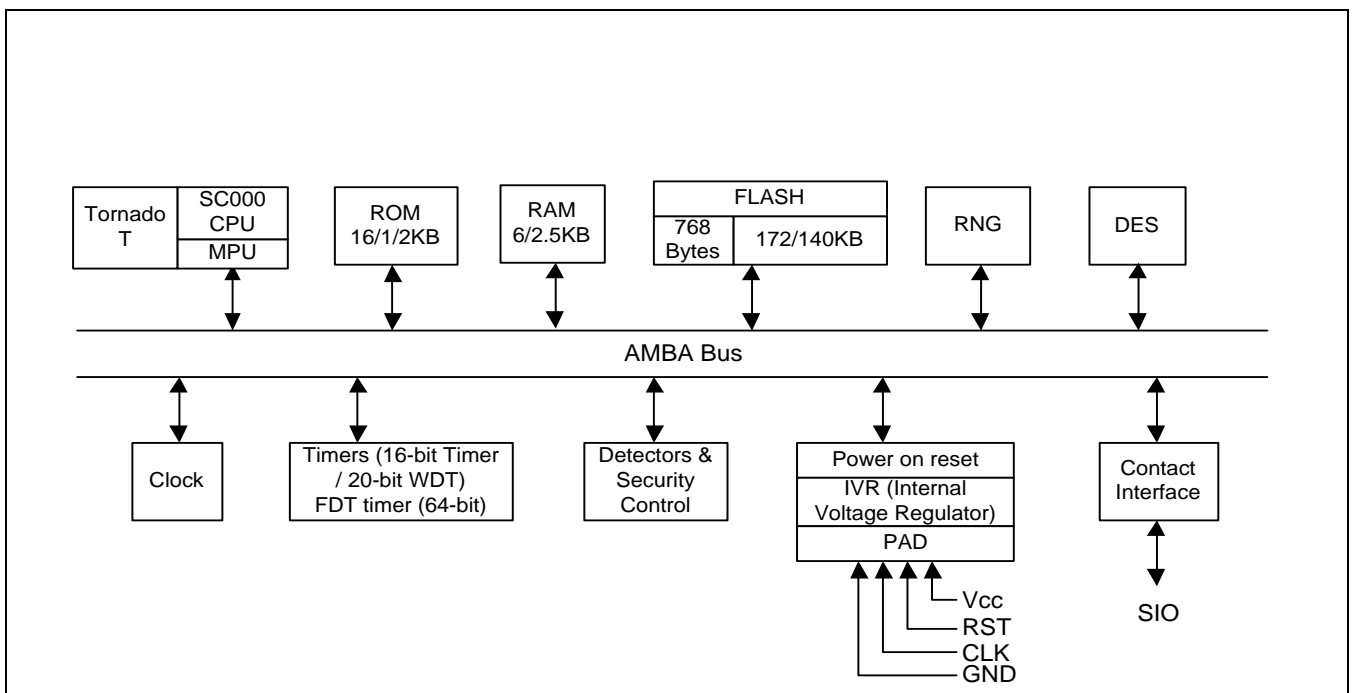 Tornado
T
SC000
CPU
MPU
ROM
16/1/2KB
RAM
6/2.5KB
FLASH
768
Bytes
172/140KB
RNG
DES
AMBA Bus
Clock
Timers (16-bit Timer
/ 20-bit WDT)
FDT timer (64-bit)
Detectors &
Security
Control
Power on reset
IVR (Internal
Voltage Regulator)
PAD
Contact
Interface
Vcc
RST
CLK
GND
SIO